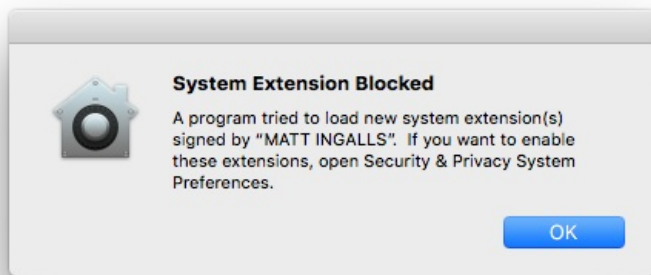 System Extension Blocked
A program tried to load new system extension(s)
signed by “MATT INGALLS”.  If you want to enable
these extensions, open Security & Privacy System
Preferences.
OK